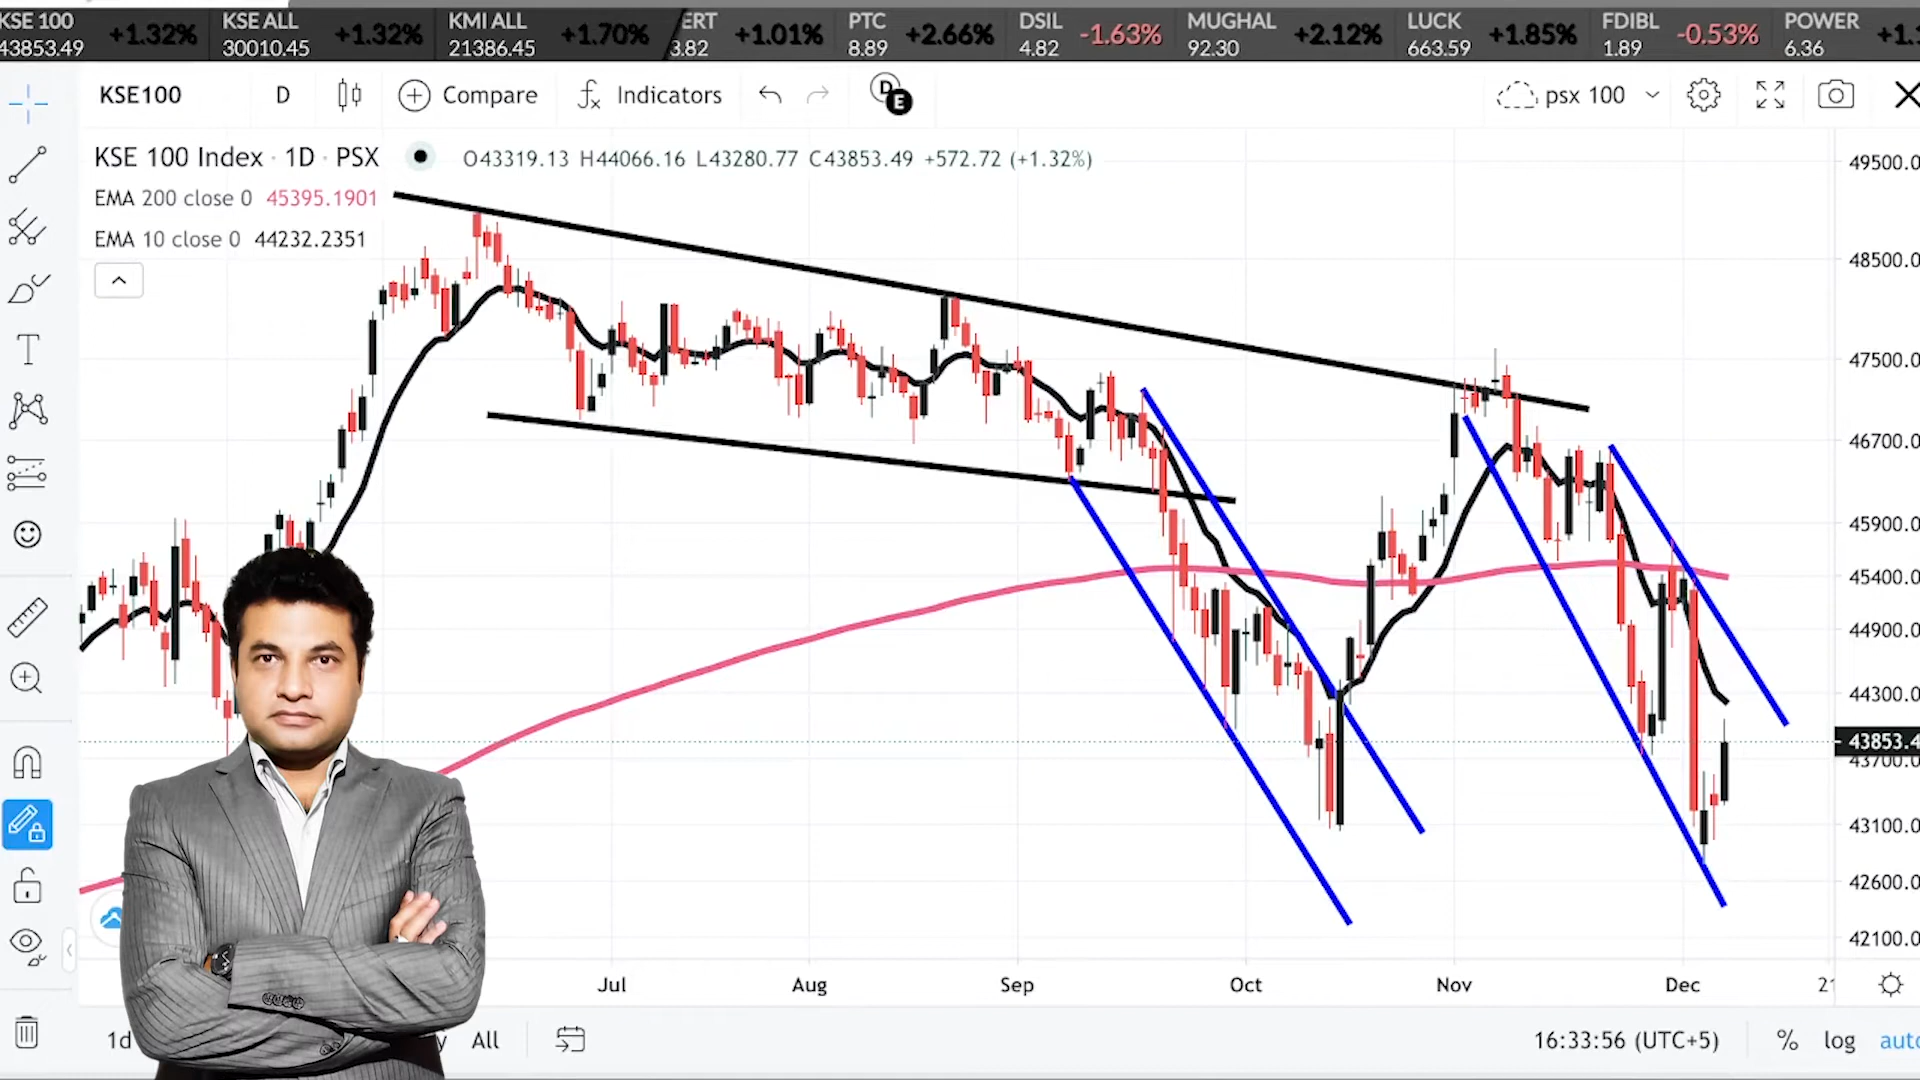 KSE 100 +1.32% KSE ALL +1.32% KMI ALL +1.70% ERT +1.01% PTC +2.66% DSIL -1.63% MUGHAL +2.12% LUCK +1.85% FDIBL -0.53% POWER
43853.49 30010.45 21386.45 3.82 8.89 4.82 92.30 663.59 1.89 6.36
KSE100 D Compare fx Indicators D E psx 100
KSE 100 Index · 1D · PSX O43319.13 H44066.16 L43280.77 C43853.49 +572.72 (+1.32%)
EMA 200 close 0 45395.1901
EMA 10 close 0 44232.2351
49500.0
48500.0
47500.0
46700.0
45900.0
45400.0
44900.0
44300.0
43853.4
43700.0
43100.0
42600.0
42100.0
Jul Aug Sep Oct Nov Dec
1d All 16:33:56 (UTC+5) % log auto